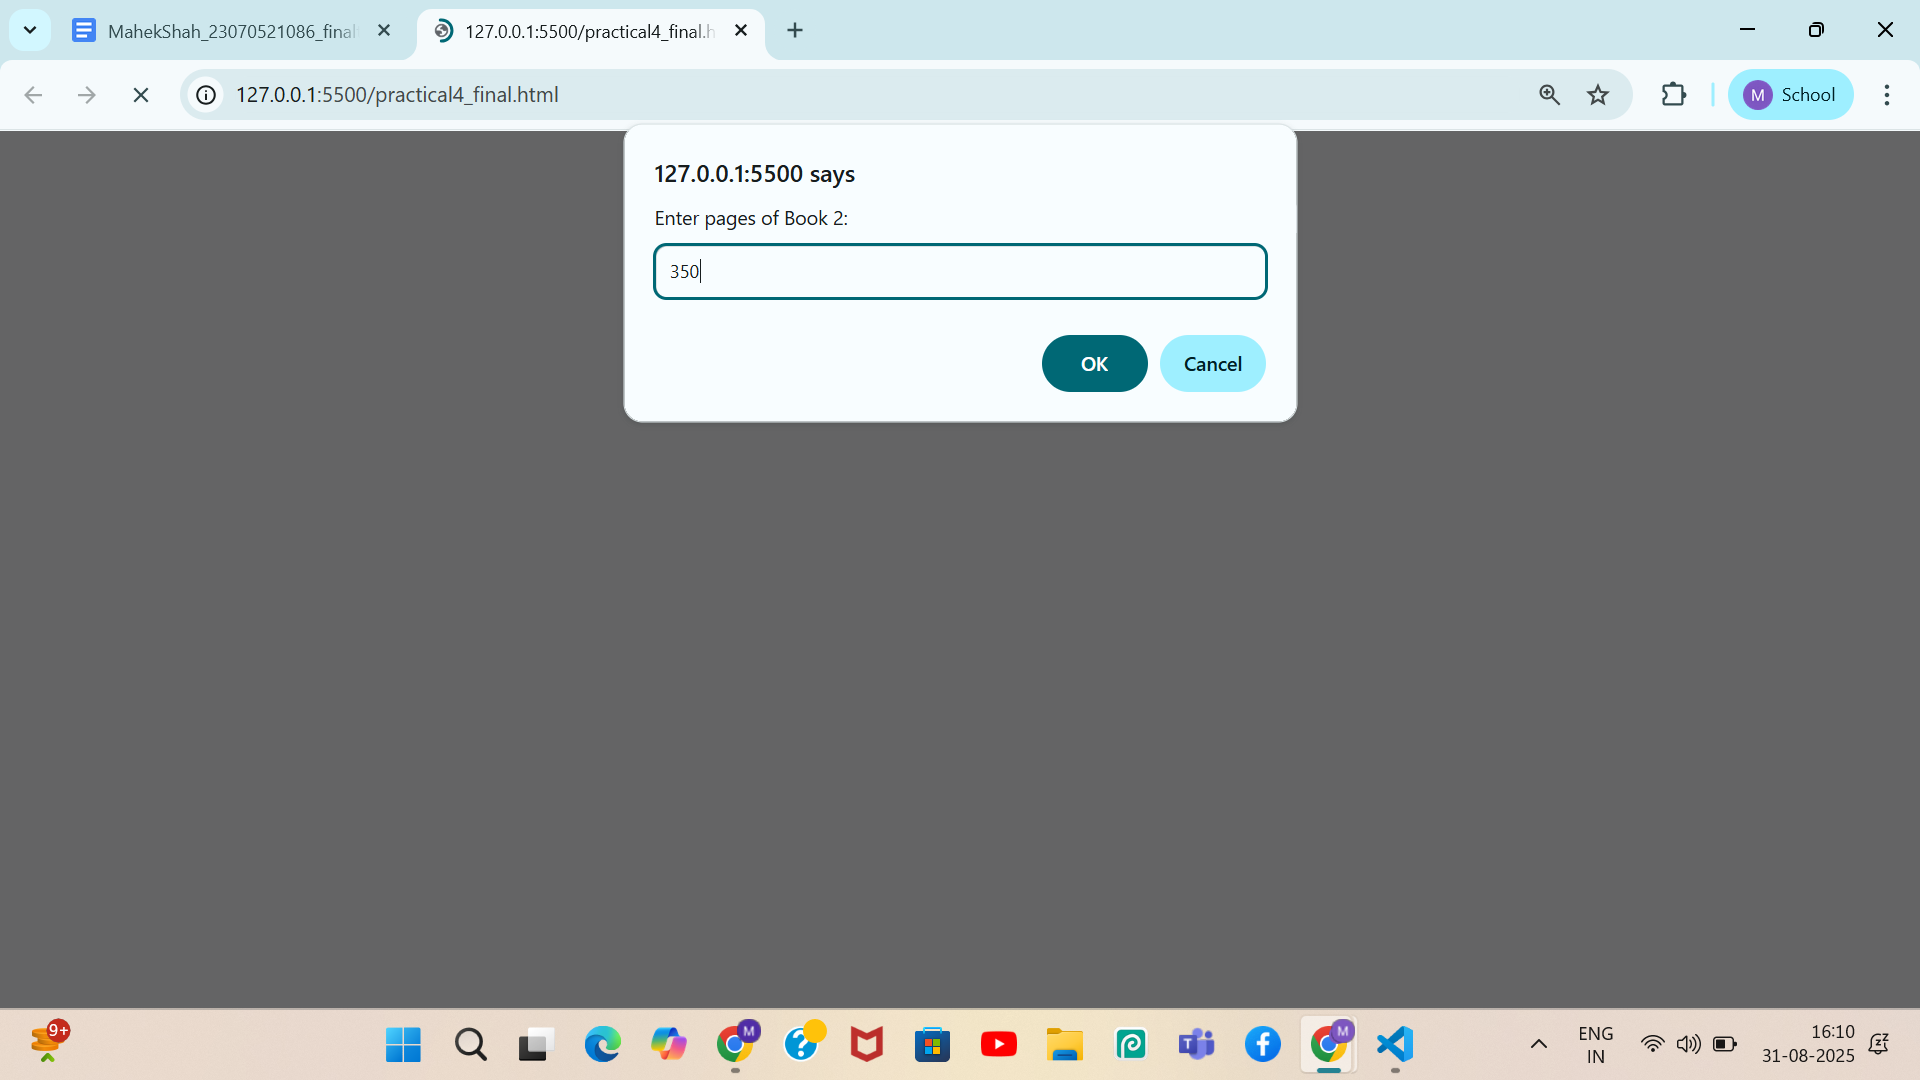 MahekShah_23070521086_final
127.0.0.1:5500/practical4_final.h
127.0.0.1:5500/practical4_final.html
M School
127.0.0.1:5500 says
Enter pages of Book 2:
350
OK Cancel
9+
M
M
ENG
IN
16:10
31-08-2025